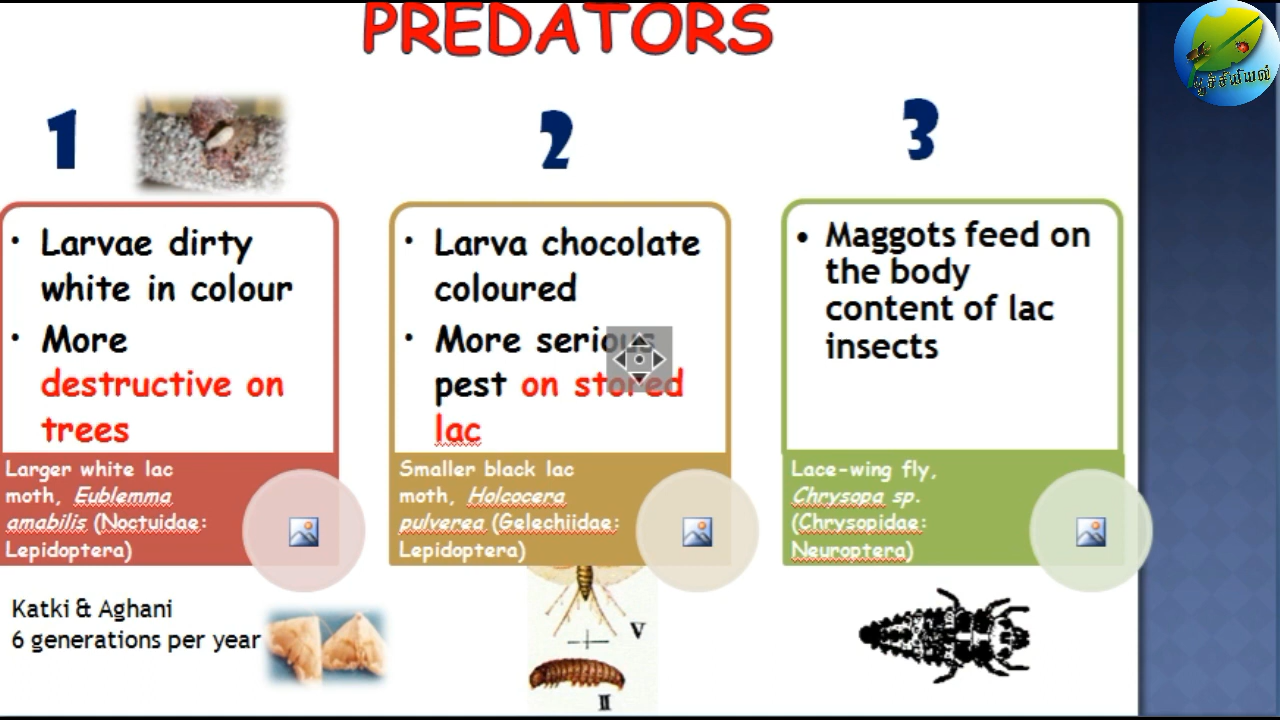 PREDATORS
1
2
3
• Larvae dirty
white in colour
• More
destructive on
trees
Larger white lac
moth, Eublemma
amabilis (Noctuidae:
Lepidoptera)
• Larva chocolate
coloured
• More serious
pest on stored
lac
Smaller black lac
moth, Holcocera
pulverea (Gelechiidae:
Lepidoptera)
• Maggots feed on
the body
content of lac
insects
Lace-wing fly,
Chrysopa sp.
(Chrysopidae:
Neuroptera)
Katki & Aghani
6 generations per year
V
II